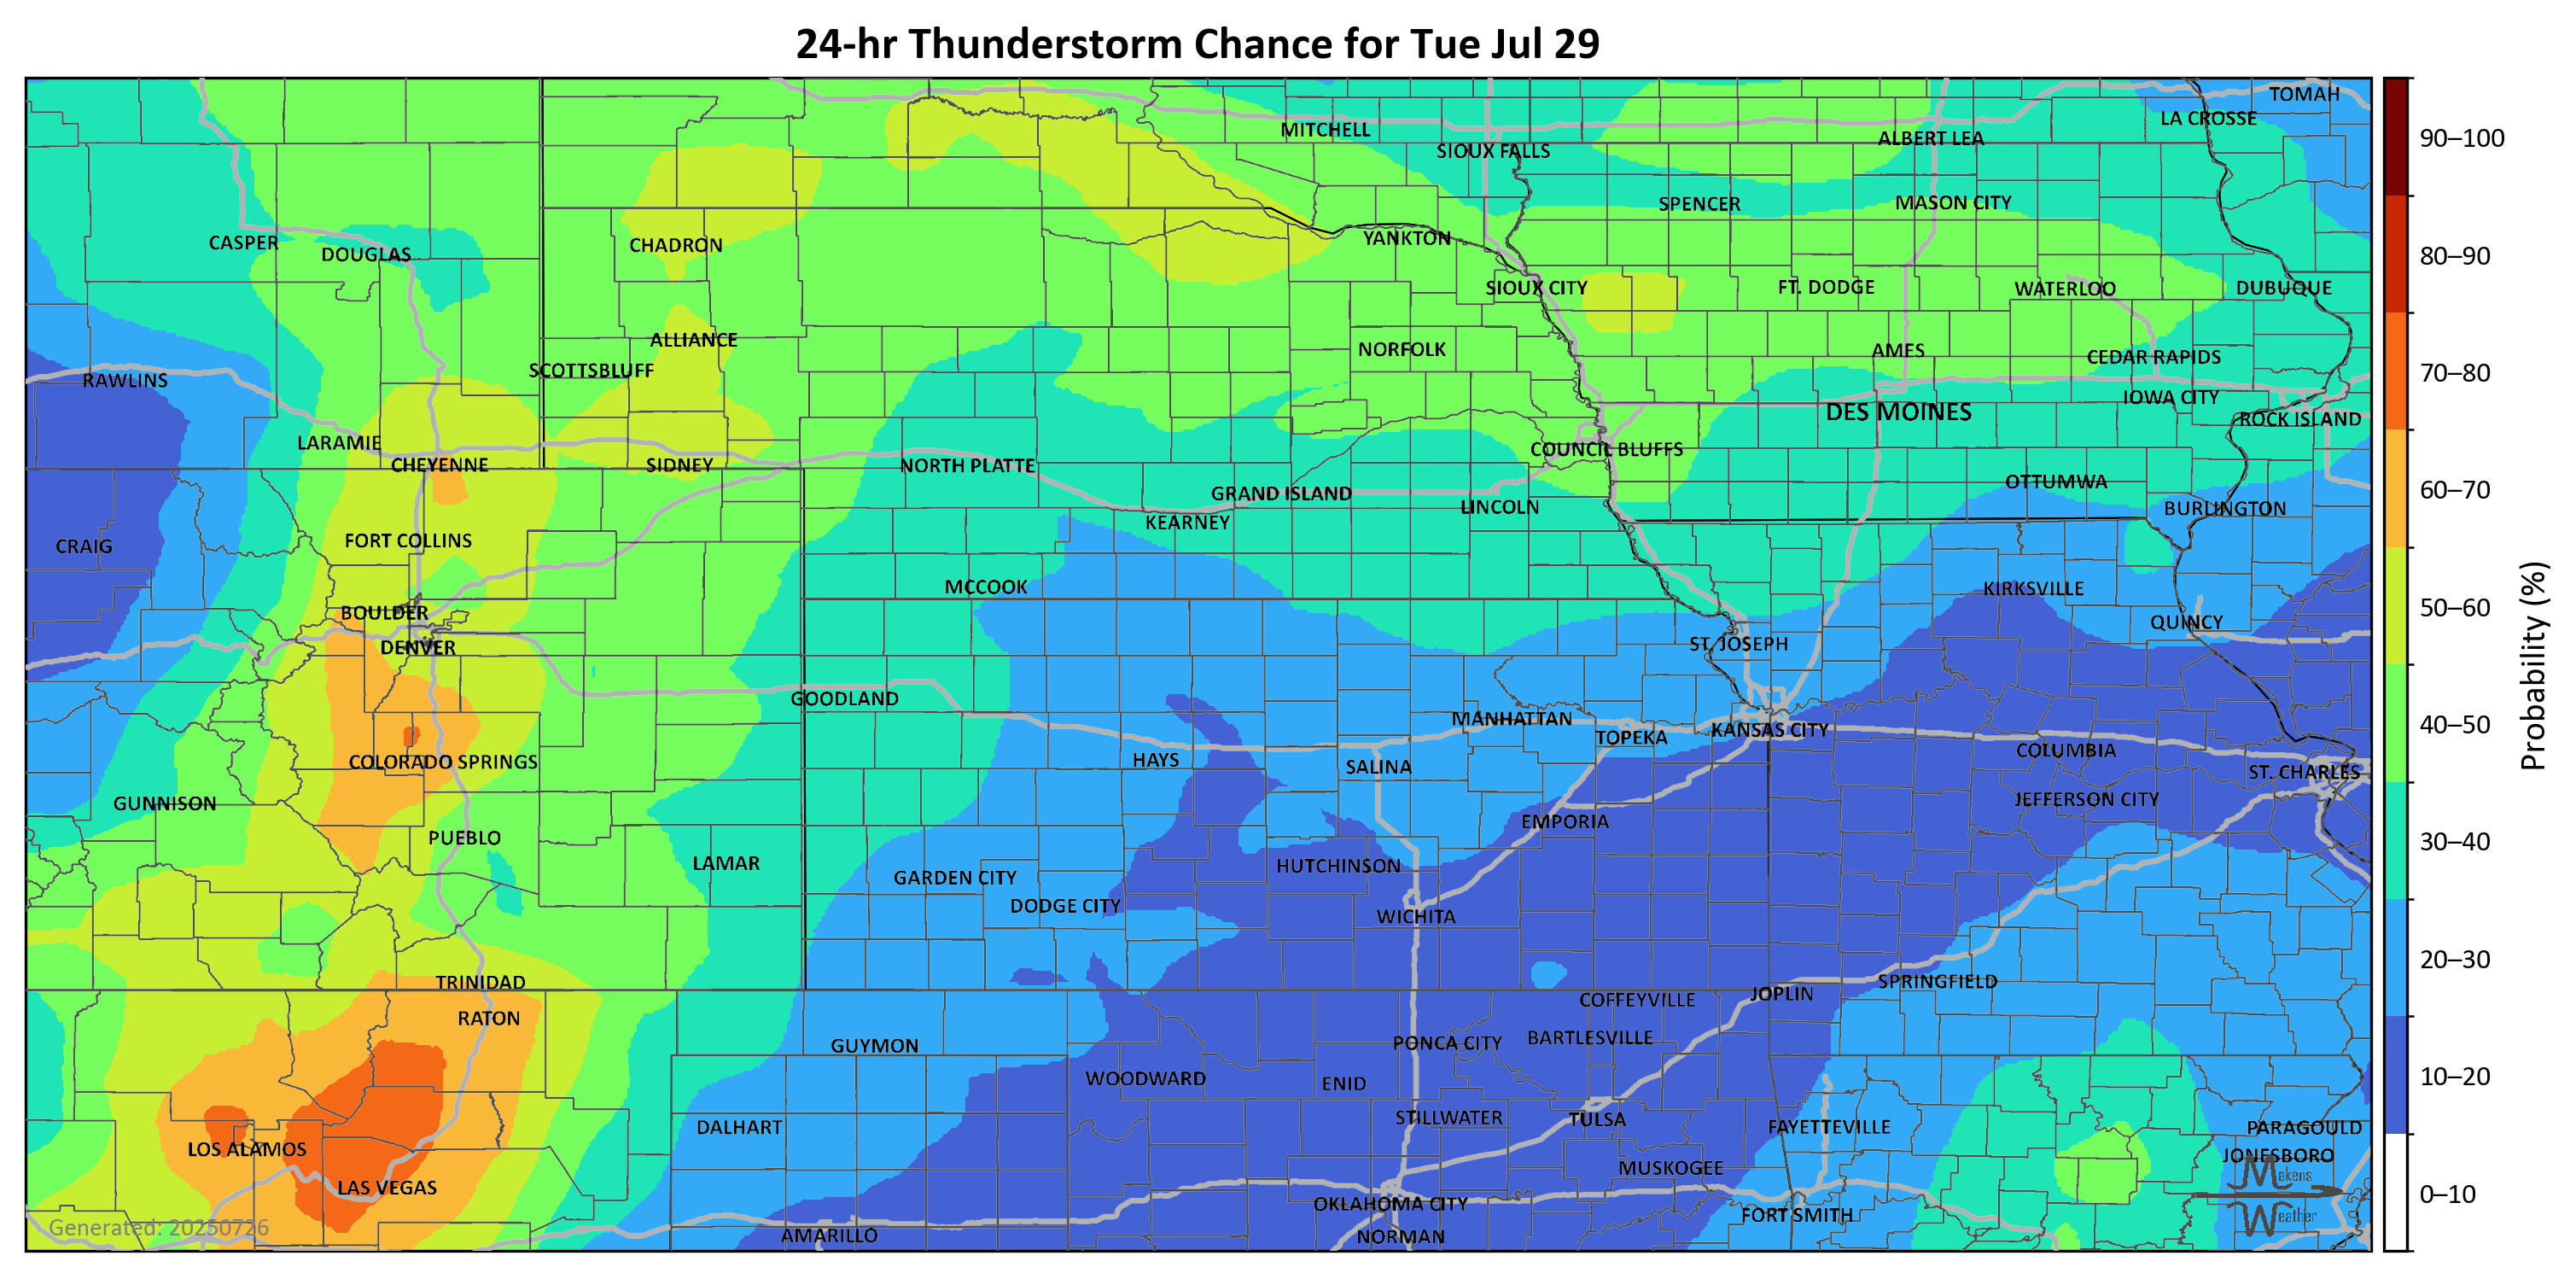 24-hr Thunderstorm Chance for Tue Jul 29
TOMAH
LA CROSSE
MITCHELL
ALBERT LEA
SIOUX FALLS
SPENCER
MASON CITY
CASPER
DOUGLAS
CHADRON
YANKTON
SIOUX CITY
FT. DODGE
WATERLOO
DUBUQUE
ALLIANCE
NORFOLK
AMES
CEDAR RAPIDS
SCOTTSBLUFF
RAWLINS
IOWA CITY
DES MOINES
ROCK ISLAND
LARAMIE
COUNCIL BLUFFS
CHEYENNE
SIDNEY
NORTH PLATTE
OTTUMWA
GRAND ISLAND
LINCOLN
BURLINGTON
KEARNEY
CRAIG
FORT COLLINS
MCCOOK
KIRKSVILLE
BOULDER
QUINCY
DENVER
ST. JOSEPH
GOODLAND
MANHATTAN
TOPEKA
KANSAS CITY
COLUMBIA
COLORADO SPRINGS
HAYS
SALINA
ST. CHARLES
GUNNISON
JEFFERSON CITY
EMPORIA
PUEBLO
LAMAR
HUTCHINSON
GARDEN CITY
DODGE CITY
WICHITA
TRINIDAD
SPRINGFIELD
JOPLIN
COFFEYVILLE
RATON
GUYMON
PONCA CITY
BARTLESVILLE
WOODWARD
ENID
STILLWATER
TULSA
DALHART
FAYETTEVILLE
PARAGOULD
LOS ALAMOS
JONESBORO
MUSKOGEE
LAS VEGAS
OKLAHOMA CITY
FORT SMITH
AMARILLO
NORMAN
Generated: 20250726
Makens
Weather
90–100
80–90
70–80
60–70
50–60
40–50
30–40
20–30
10–20
0–10
Probability (%)